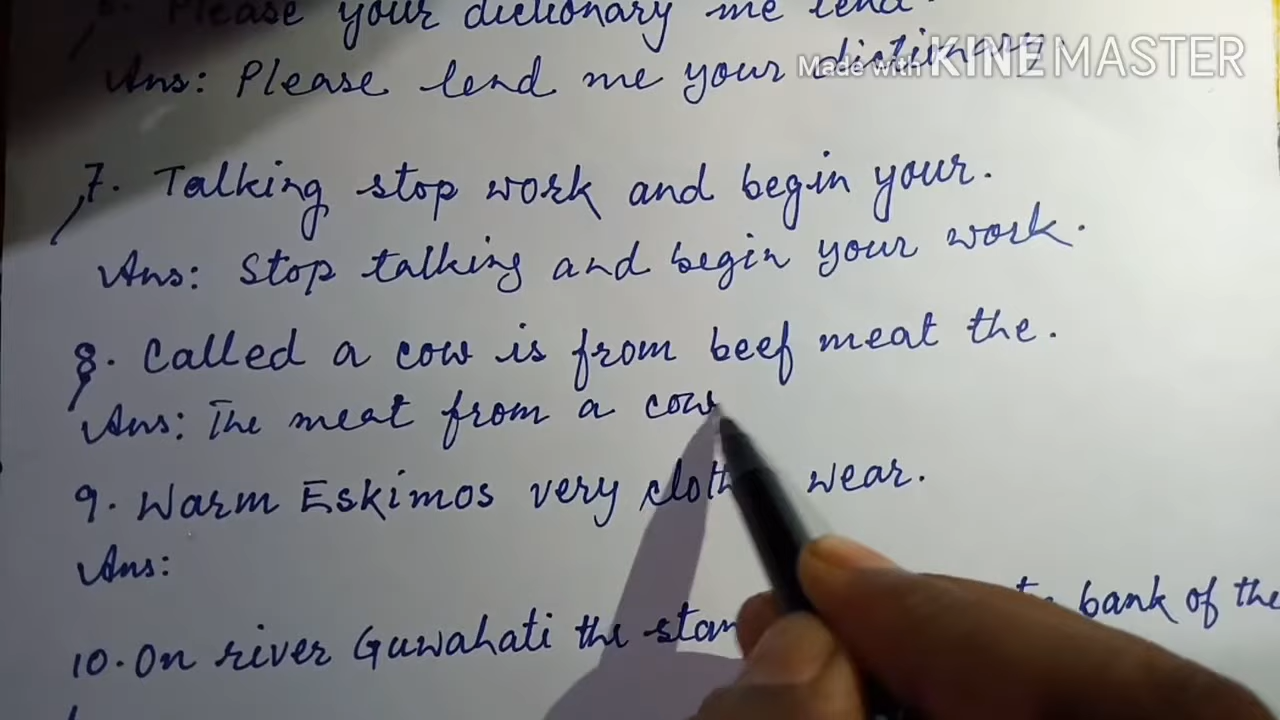 Please your dictionary me lend.
Made with KINEMASTER
Ans: Please lend me your dictionary.
7. Talking stop work and begin your.
Ans: Stop talking and begin your work.
8. Called a cow is from beef meat the.
Ans: The meat from a cow
9. Warm Eskimos very wear.
Ans:
10. On river Guwahati the bank of the